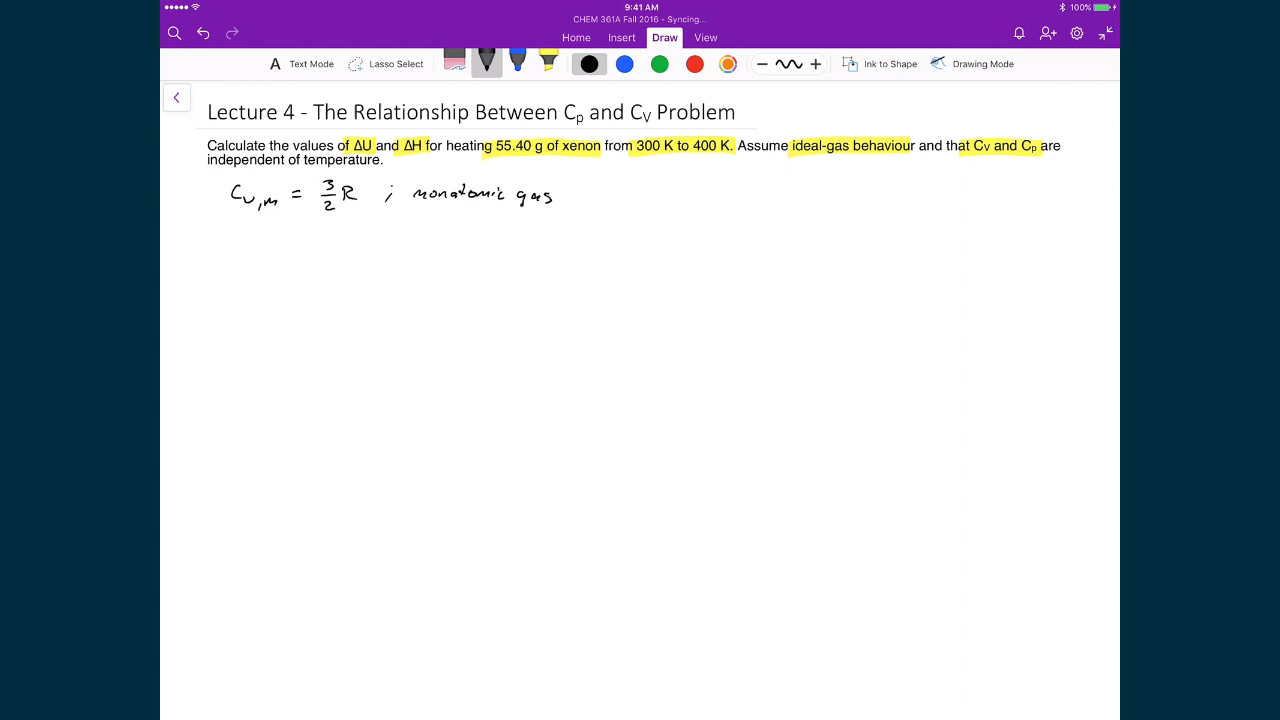 9:41 AM
100%
CHEM 361A Fall 2016 - Syncing...
Home Insert Draw View
A Text Mode Lasso Select Ink to Shape Drawing Mode
Lecture 4 - The Relationship Between Cp and CV Problem
Calculate the values of ΔU and ΔH for heating 55.40 g of xenon from 300 K to 400 K. Assume ideal-gas behaviour and that CV and Cp are
independent of temperature.
Cv,m = 3/2 R ; monatomic gas